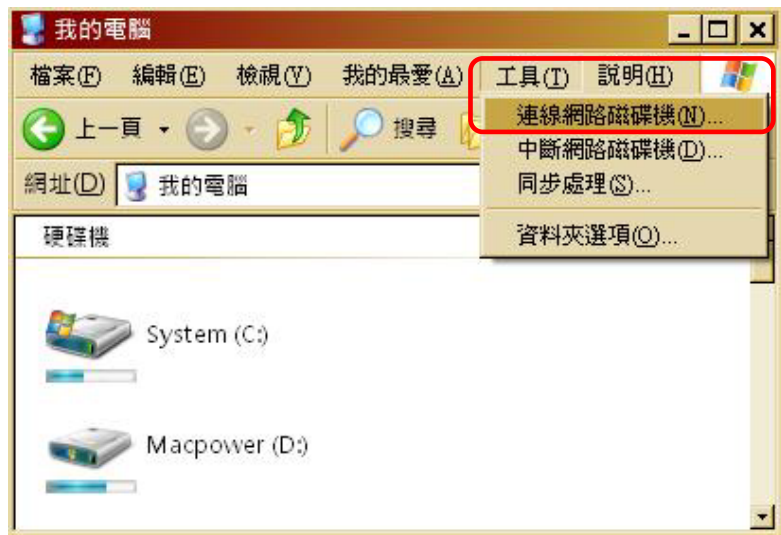 我的電腦
檔案(F) 編輯(E) 檢視(V) 我的最愛(A) 工具(T) 說明(H)
上一頁 搜尋
連線網路磁碟機(N)...
中斷網路磁碟機(D)...
同步處理(S)...
資料夾選項(O)...
網址(D) 我的電腦
硬碟機
System (C:)
Macpower (D:)